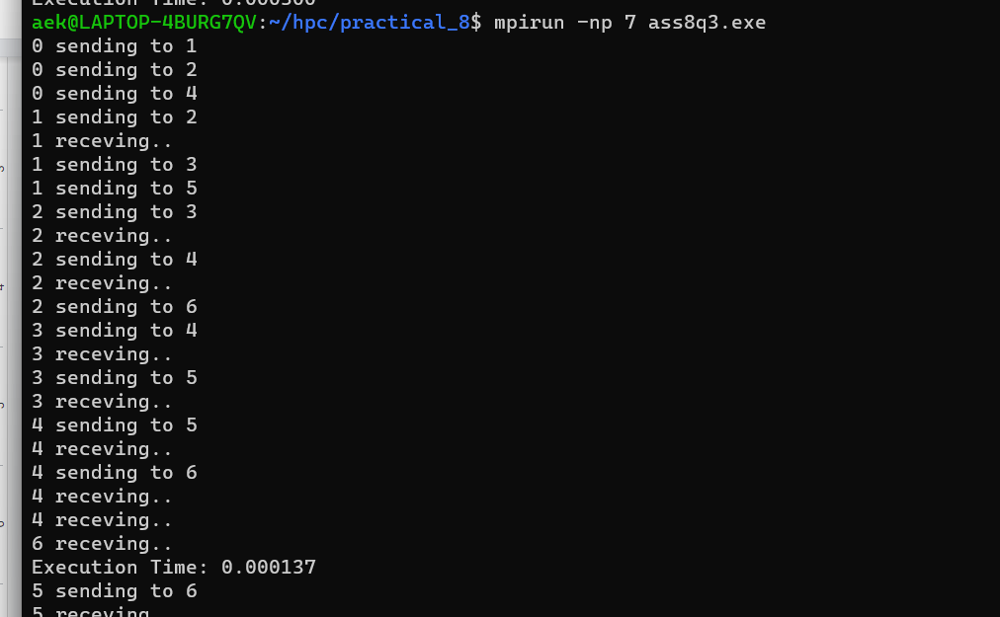 Execution Time: 0.000300
aek@LAPTOP-4BURG7QV:~/hpc/practical_8$ mpirun -np 7 ass8q3.exe
0 sending to 1
0 sending to 2
0 sending to 4
1 sending to 2
1 receving..
1 sending to 3
1 sending to 5
2 sending to 3
2 receving..
2 sending to 4
2 receving..
2 sending to 6
3 sending to 4
3 receving..
3 sending to 5
3 receving..
4 sending to 5
4 receving..
4 sending to 6
4 receving..
4 receving..
6 receving..
Execution Time: 0.000137
5 sending to 6
5 receving